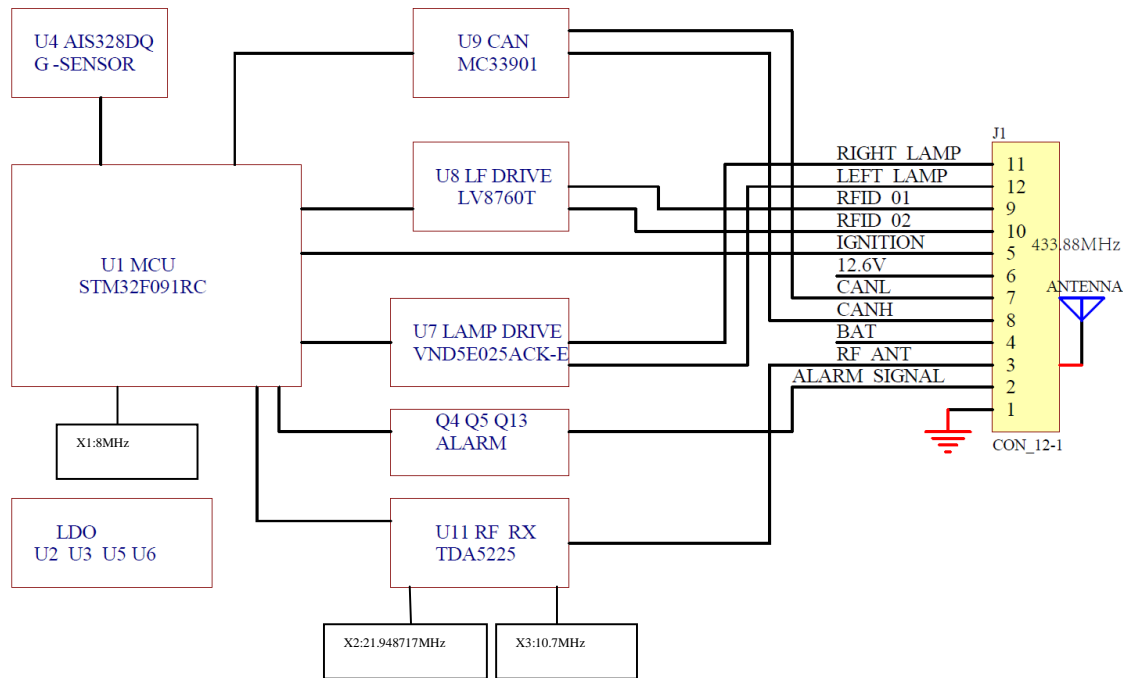 U4 AIS328DQ
G -SENSOR
U9 CAN
MC33901
J1
RIGHT_LAMP
11
LEFT_LAMP
12
U8 LF DRIVE
LV8760T
RFID_01
9
RFID_02
10
IGNITION
5
433.88MHz
U1 MCU
STM32F091RC
12.6V
6
CANL
7
ANTENNA
CANH
8
U7 LAMP DRIVE
VND5E025ACK-E
BAT
4
RF_ANT
3
ALARM_SIGNAL
2
1
CON_12-1
Q4 Q5 Q13
ALARM
X1:8MHz
LDO
U2 U3 U5 U6
U11 RF RX
TDA5225
X2:21.948717MHz
X3:10.7MHz